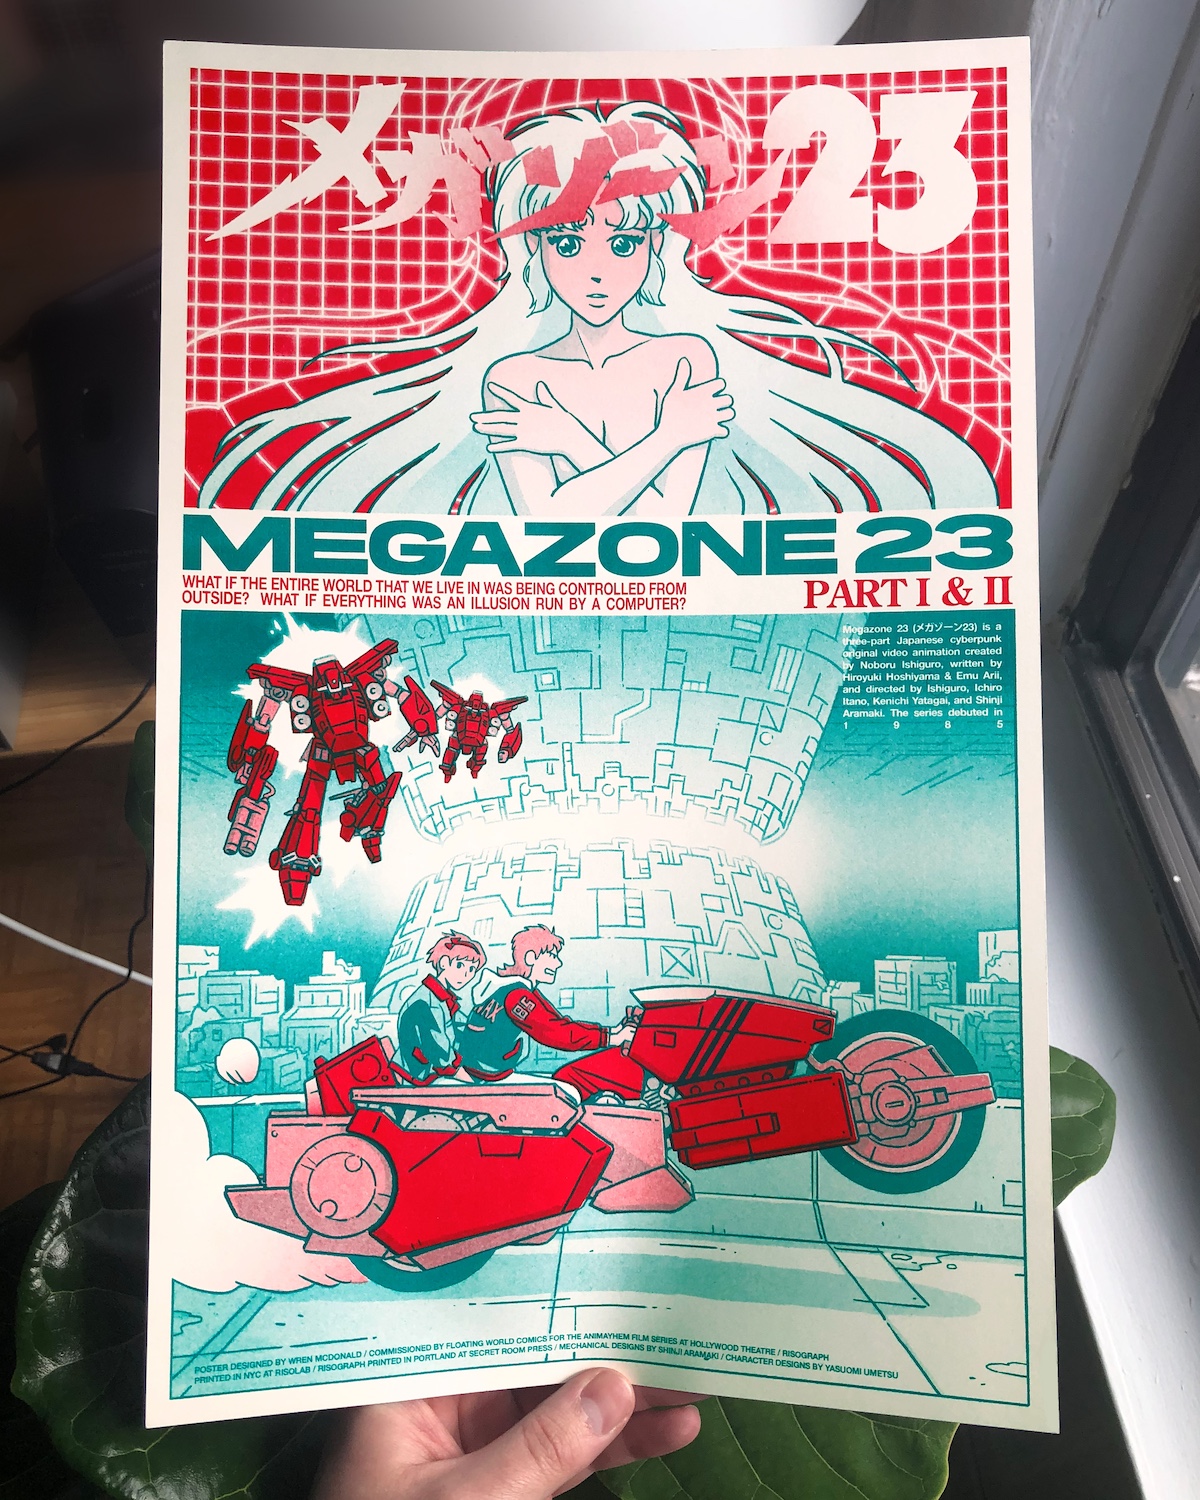 メガゾーン23
MEGAZONE 23
WHAT IF THE ENTIRE WORLD THAT WE LIVE IN WAS BEING CONTROLLED FROM
OUTSIDE? WHAT IF EVERYTHING WAS AN ILLUSION RUN BY A COMPUTER?
PART I & II
Megazone 23 (メガゾーン23) is a
three-part Japanese cyberpunk
original video animation created
by Noboru Ishiguro, written by
Hiroyuki Hoshiyama & Emu Arii,
and directed by Ishiguro, Ichiro
Itano, Kenichi Yatagai, and Shinji
Aramaki. The series debuted in
1 9 8 5
POSTER DESIGNED BY WREN MCDONALD / COMMISSIONED BY FLOATING WORLD COMICS FOR THE ANIMAYHEM FILM SERIES AT HOLLYWOOD THEATRE / RISOGRAPH
PRINTED IN NYC AT RISOLAB / RISOGRAPH PRINTED IN PORTLAND AT SECRET ROOM PRESS / MECHANICAL DESIGNS BY SHINJI ARAMAKI / CHARACTER DESIGNS BY YASUOMI UMETSU